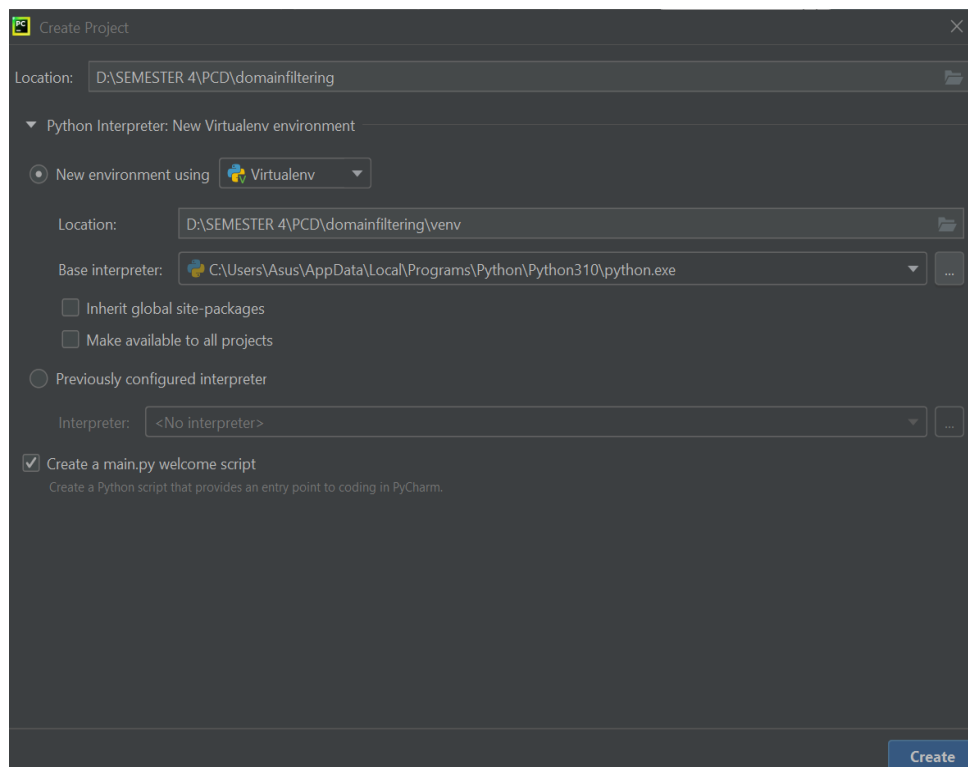 PC
Create Project
Location: D:\SEMESTER 4\PCD\domainfiltering
Python Interpreter: New Virtualenv environment
New environment using Virtualenv
Location: D:\SEMESTER 4\PCD\domainfiltering\venv
Base interpreter: C:\Users\Asus\AppData\Local\Programs\Python\Python310\python.exe ...
Inherit global site-packages
Make available to all projects
Previously configured interpreter
Interpreter: <No interpreter> ...
Create a main.py welcome script
Create a Python script that provides an entry point to coding in PyCharm.
Create